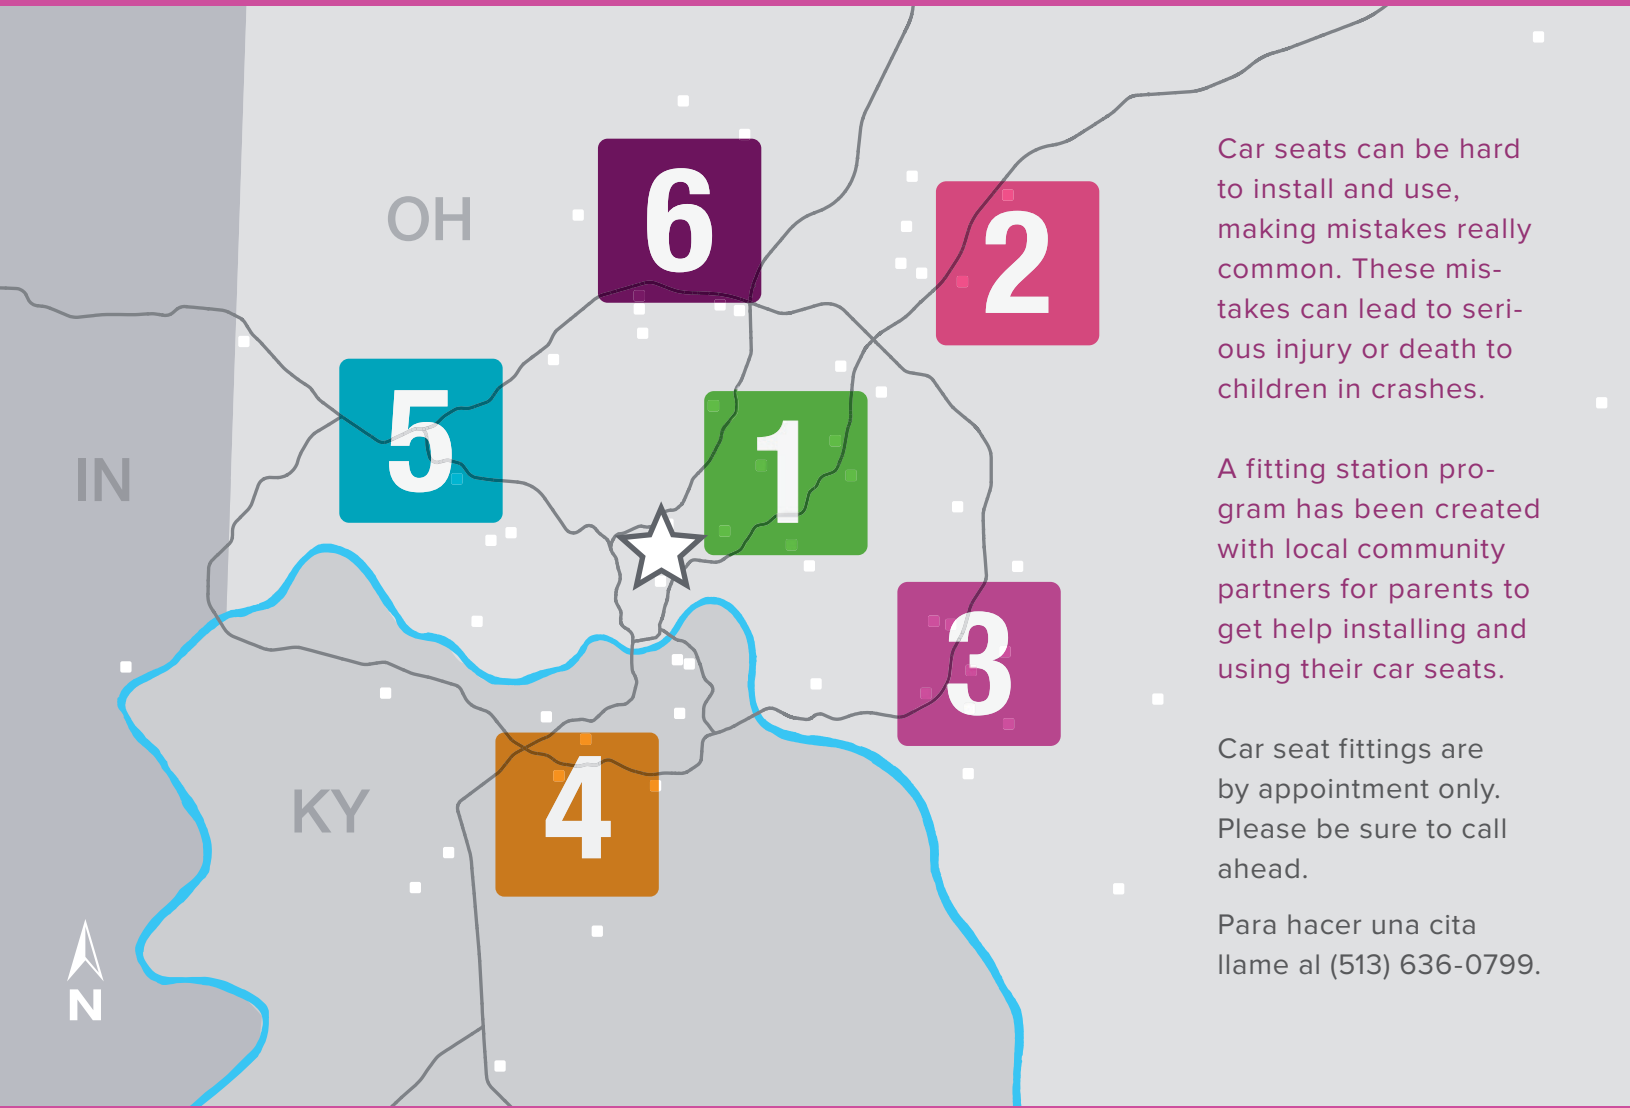 OH
6
2
5
1
IN
3
KY
4
N
Car seats can be hard
to install and use,
making mistakes really
common. These mis-
takes can lead to seri-
ous injury or death to
children in crashes.
A fitting station pro-
gram has been created
with local community
partners for parents to
get help installing and
using their car seats.
Car seat fittings are
by appointment only.
Please be sure to call
ahead.
Para hacer una cita
llame al (513) 636-0799.